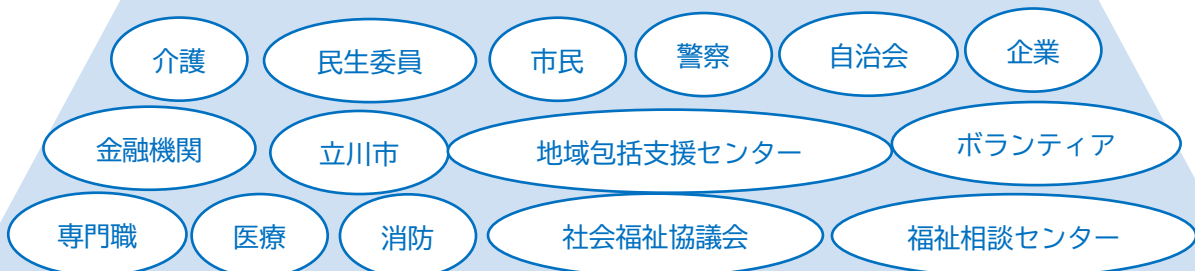 介護 民生委員 市民 警察 自治会 企業
金融機関 立川市 地域包括支援センター ボランティア
専門職 医療 消防 社会福祉協議会 福祉相談センター